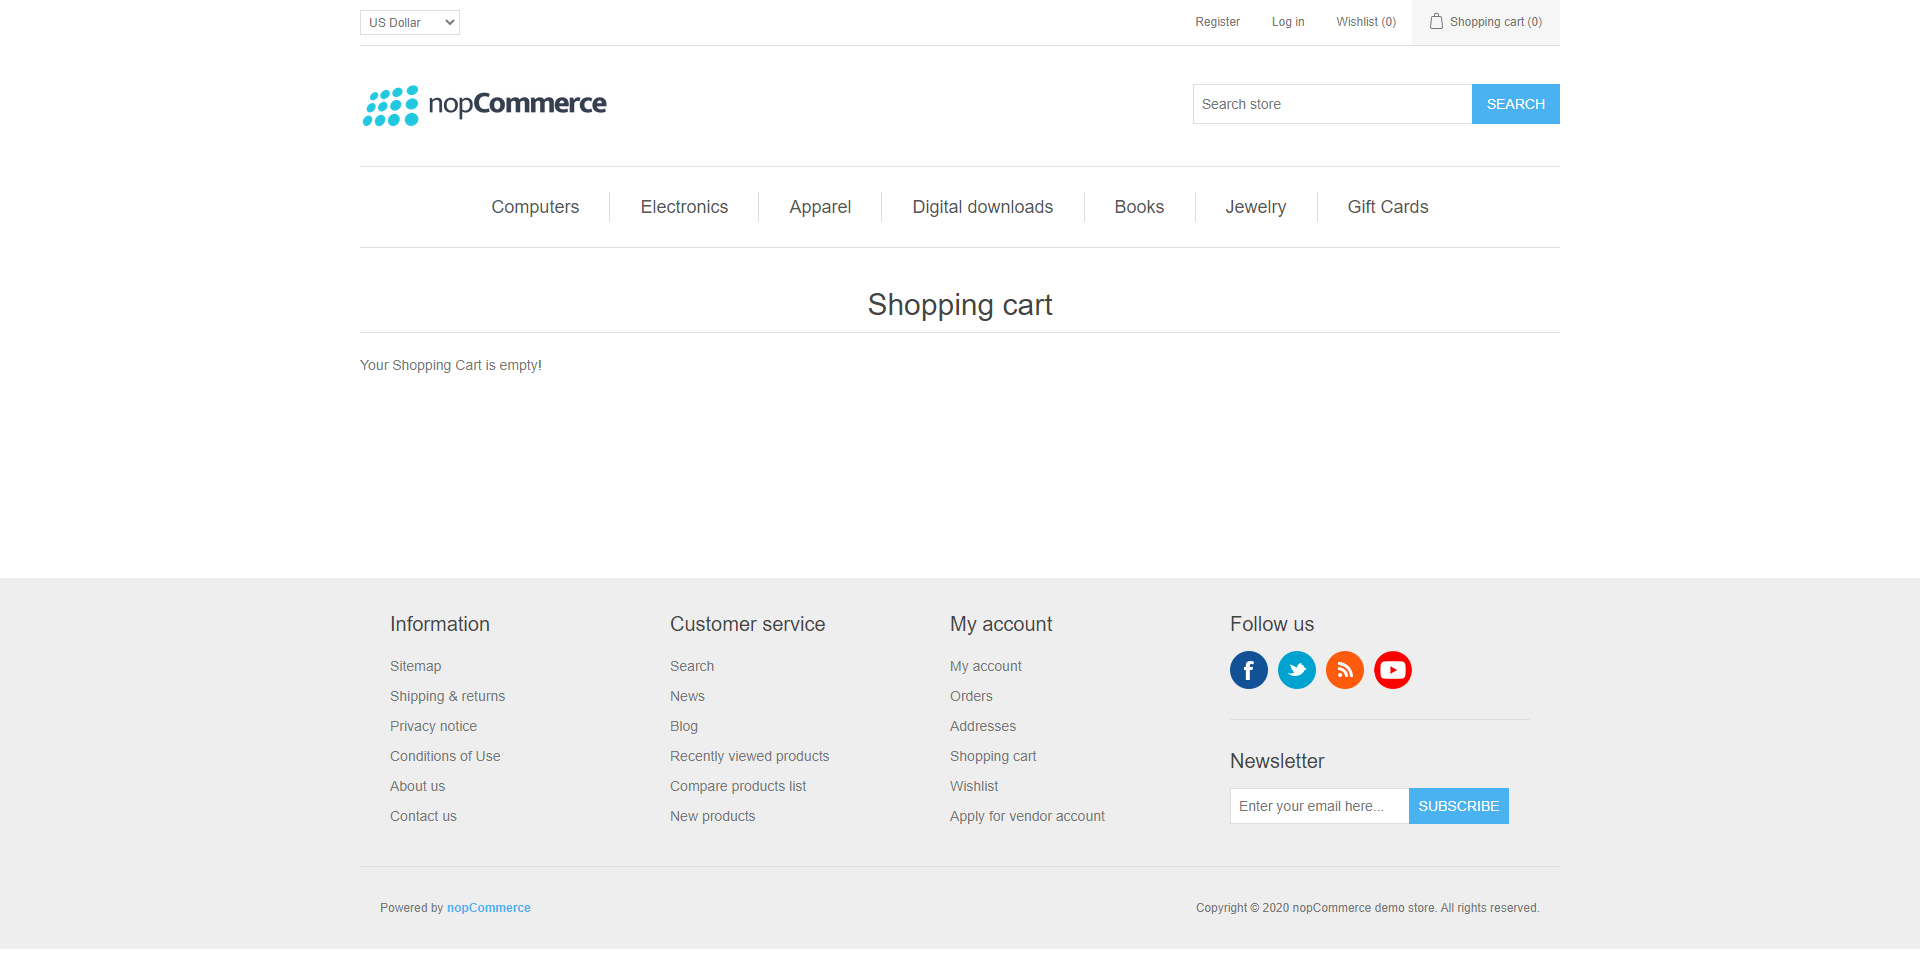 US Dollar
Register Log in Wishlist (0) Shopping cart (0)
nopCommerce
Search store SEARCH
Computers Electronics Apparel Digital downloads Books Jewelry Gift Cards
Shopping cart
Your Shopping Cart is empty!
Information
Sitemap
Shipping & returns
Privacy notice
Conditions of Use
About us
Contact us
Customer service
Search
News
Blog
Recently viewed products
Compare products list
New products
My account
My account
Orders
Addresses
Shopping cart
Wishlist
Apply for vendor account
Follow us
Newsletter
Enter your email here... SUBSCRIBE
Powered by nopCommerce
Copyright © 2020 nopCommerce demo store. All rights reserved.